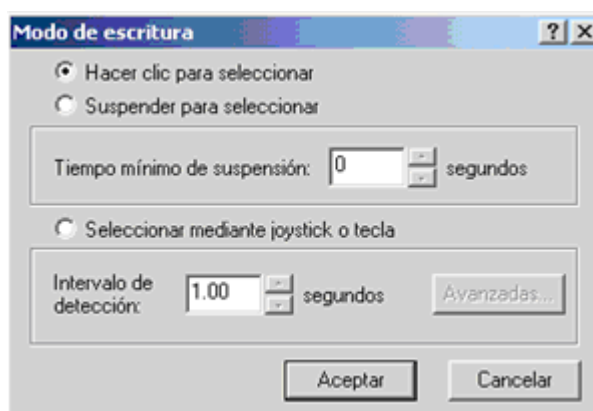 Modo de escritura
Hacer clic para seleccionar
Suspender para seleccionar
Tiempo mínimo de suspensión: 0 segundos
Seleccionar mediante joystick o tecla
Intervalo de
detección: 1.00 segundos Avanzadas...
Aceptar Cancelar